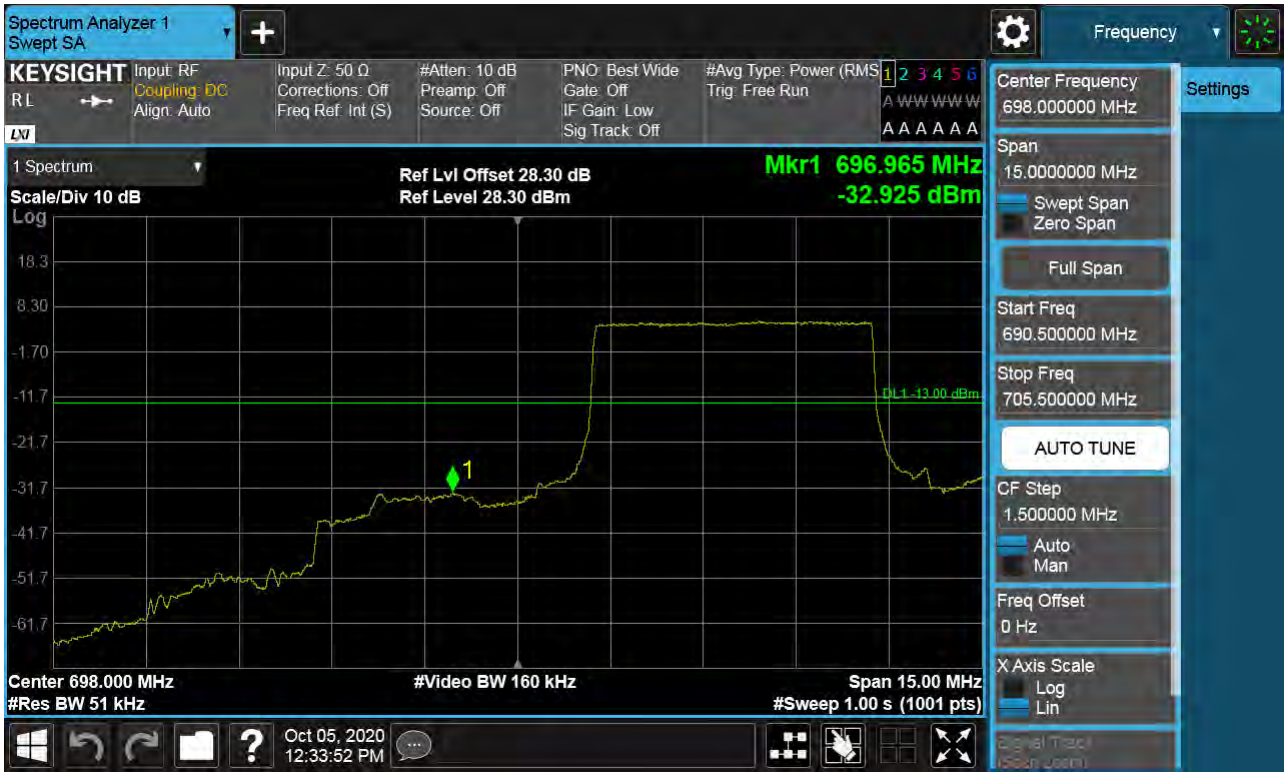 Spectrum Analyzer 1
Swept SA
+
Frequency
KEYSIGHT
Input: RF
Input Z: 50 Ω
#Atten: 10 dB
PNO: Best Wide
#Avg Type: Power (RMS
1 2 3 4 5 6
R L
Coupling: DC
Corrections: Off
Preamp: Off
Gate: Off
Trig: Free Run
A W W W W W
Align: Auto
Freq Ref: Int (S)
Source: Off
IF Gain: Low
Sig Track: Off
A A A A A A
LXI
1 Spectrum
Ref Lvl Offset 28.30 dB
Mkr1 696.965 MHz
Scale/Div 10 dB
Ref Level 28.30 dBm
-32.925 dBm
Log
18.3
8.30
-1.70
-11.7
-21.7
-31.7
-41.7
-51.7
-61.7
DL1 -13.00 dBm
1
Center 698.000 MHz
#Video BW 160 kHz
Span 15.00 MHz
#Res BW 51 kHz
#Sweep 1.00 s (1001 pts)
Center Frequency
698.000000 MHz
Settings
Span
15.0000000 MHz
Swept Span
Zero Span
Full Span
Start Freq
690.500000 MHz
Stop Freq
705.500000 MHz
AUTO TUNE
CF Step
1.500000 MHz
Auto
Man
Freq Offset
0 Hz
X Axis Scale
Log
Lin
Signal Track
(Span Zoom)
?
Oct 05, 2020
12:33:52 PM